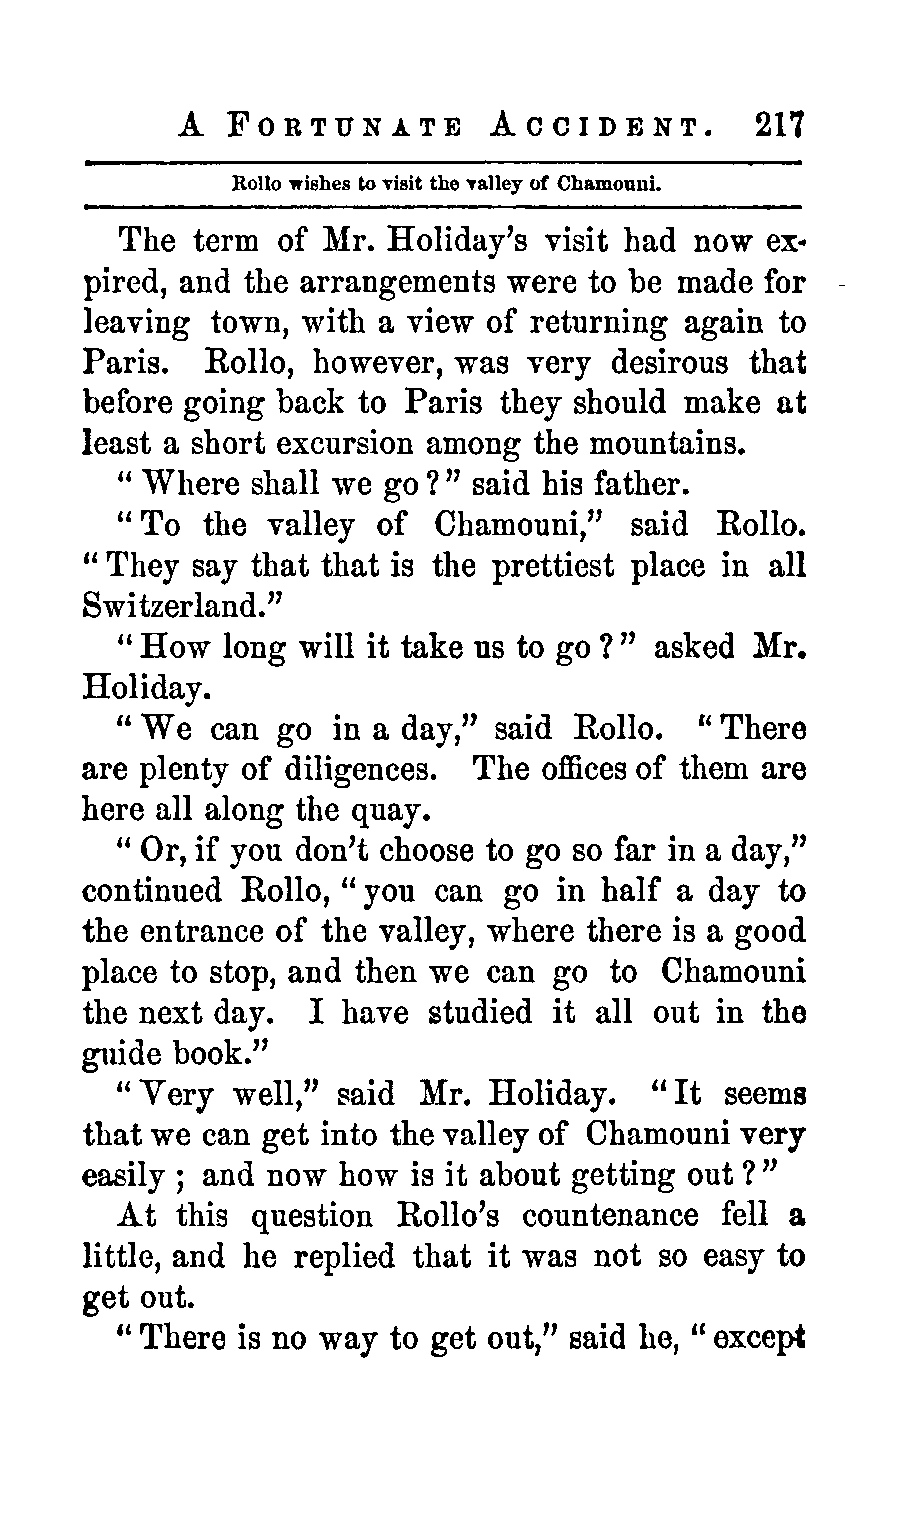 A FORTUNATE ACCIDENT. 217
Rollo wishes to visit the valley of Chamouni.
The term of Mr. Holiday’s visit had now ex-
pired, and the arrangements were to be made for
leaving town, with a view of returning again to
Paris. Rollo, however, was very desirous that
before going back to Paris they should make at
least a short excursion among the mountains.
“ Where shall we go ? ” said his father.
“ To the valley of Chamouni,” said Rollo.
“ They say that that is the prettiest place in all
Switzerland.”
“ How long will it take us to go ? ” asked Mr.
Holiday.
“ We can go in a day,” said Rollo. “ There
are plenty of diligences. The offices of them are
here all along the quay.
“ Or, if you don’t choose to go so far in a day,”
continued Rollo, “ you can go in half a day to
the entrance of the valley, where there is a good
place to stop, and then we can go to Chamouni
the next day. I have studied it all out in the
guide book.”
“ Very well,” said Mr. Holiday. “ It seems
that we can get into the valley of Chamouni very
easily ; and now how is it about getting out ? ”
At this question Rollo’s countenance fell a
little, and he replied that it was not so easy to
get out.
“ There is no way to get out,” said he, “ except